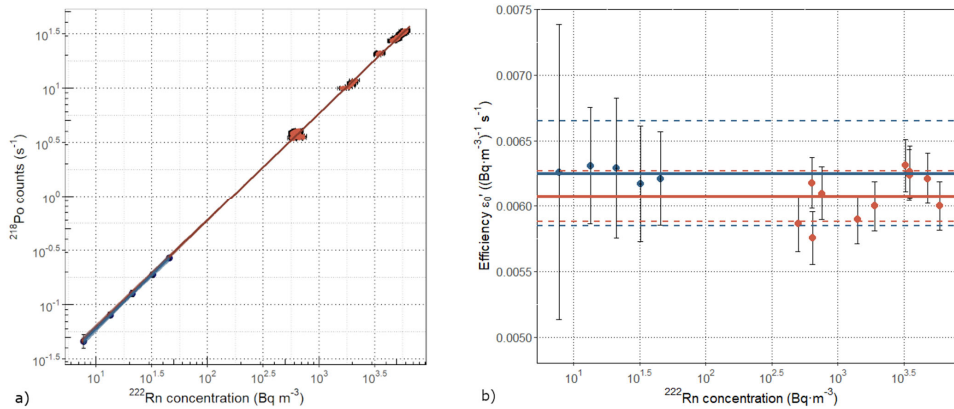 10^1.5
10^1
10^0.5
10^0
10^-0.5
10^-1
10^-1.5
218Po counts (s^-1)
10^1 10^1.5 10^2 10^2.5 10^3 10^3.5
222Rn concentration (Bq m^-3)
a)
0.0075
0.0070
0.0065
0.0060
0.0055
0.0050
Efficiency ε0' ((Bq·m^-3)^-1 s^-1)
10^1 10^1.5 10^2 10^2.5 10^3 10^3.5
222Rn concentration (Bq·m^-3)
b)